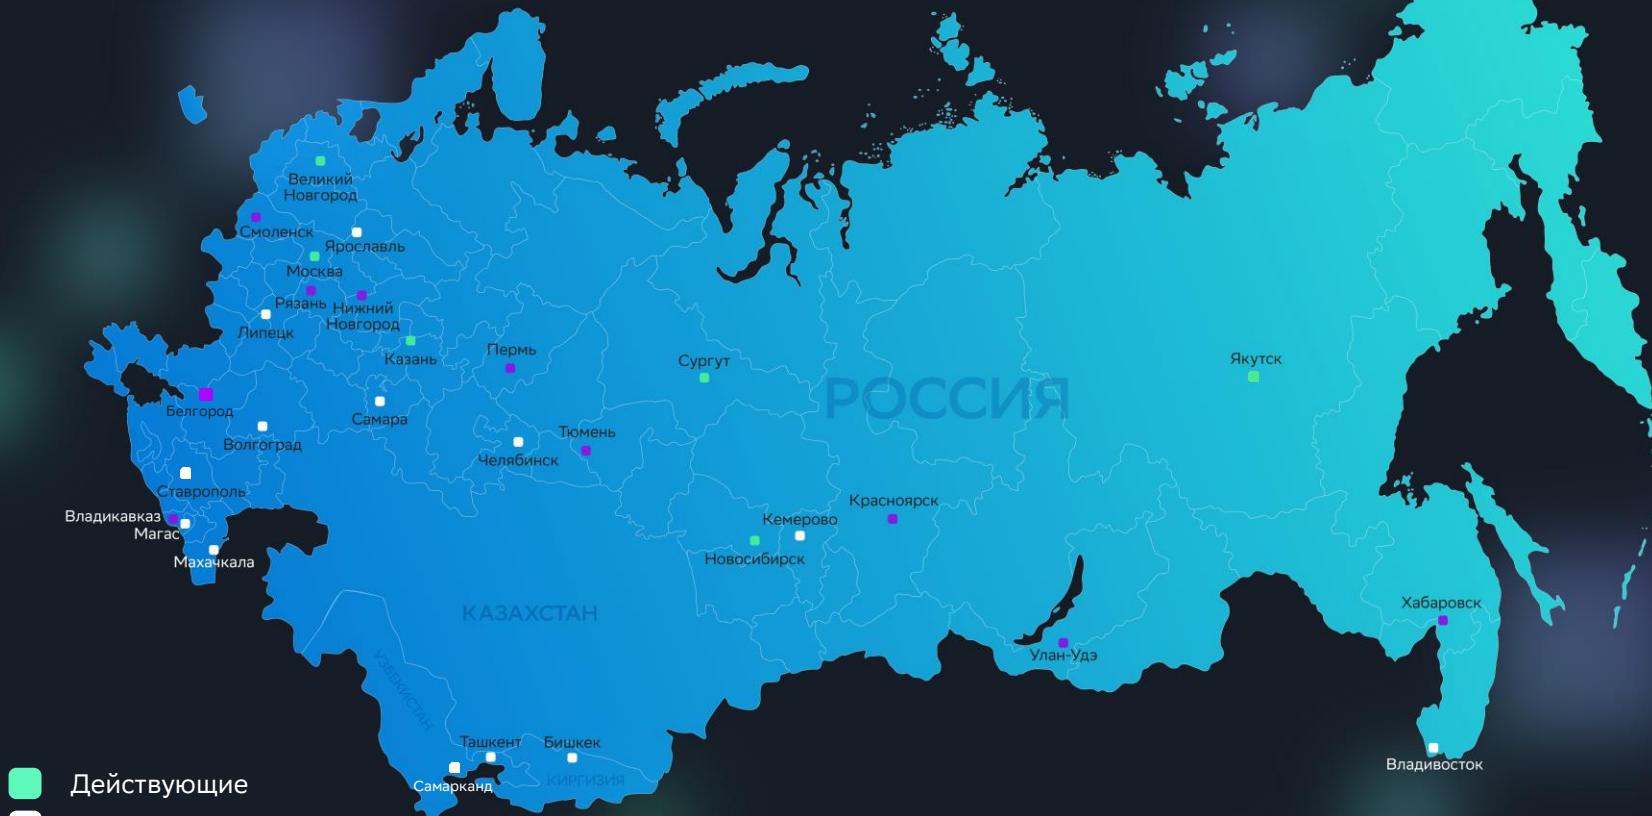 Великий
Новгород
Смоленск
Ярославль
Москва
Рязань
Нижний
Новгород
Липецк
Казань
Пермь
Сургут
Якутск
РОССИЯ
Белгород
Самара
Волгоград
Тюмень
Челябинск
Ставрополь
Красноярск
Владикавказ
Кемерово
Магас
Махачкала
Новосибирск
КАЗАХСТАН
Хабаровск
Улан-Удэ
УЗБЕКИСТАН
Ташкент
Бишкек
Владивосток
Самарканд
КИРГИЗИЯ
Действующие